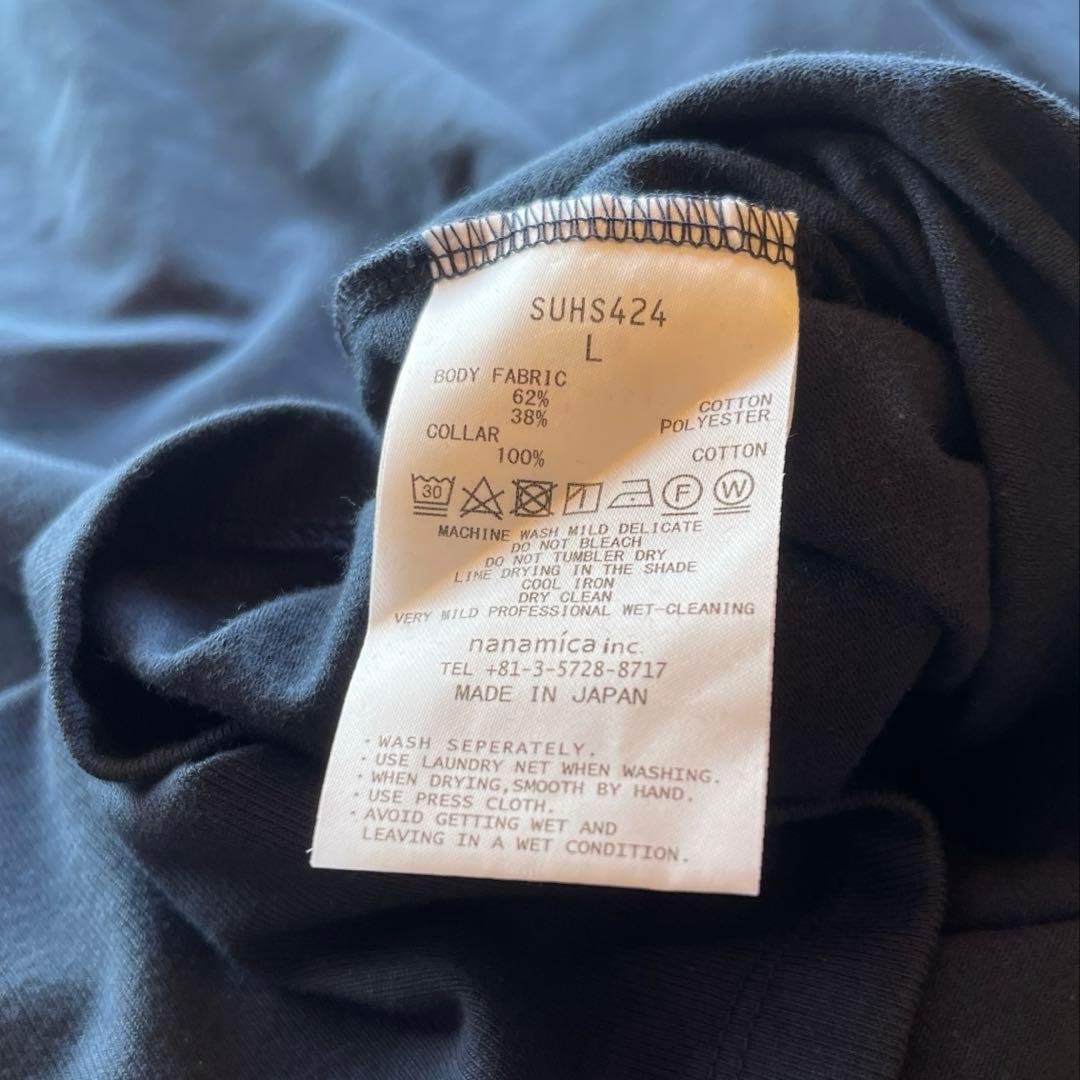 SUHS424
L
BODY FABRIC
62% COTTON
38% POLYESTER
COLLAR
100% COTTON
30 F W
MACHINE WASH MILD DELICATE
DO NOT BLEACH
DO NOT TUMBLER DRY
LINE DRYING IN THE SHADE
COOL IRON
DRY CLEAN
VERY MILD PROFESSIONAL WET-CLEANING
nanamíca inc.
TEL +81-3-5728-8717
MADE IN JAPAN
・WASH SEPERATELY.
・USE LAUNDRY NET WHEN WASHING.
・WHEN DRYING,SMOOTH BY HAND.
・USE PRESS CLOTH.
・AVOID GETTING WET AND
LEAVING IN A WET CONDITION.